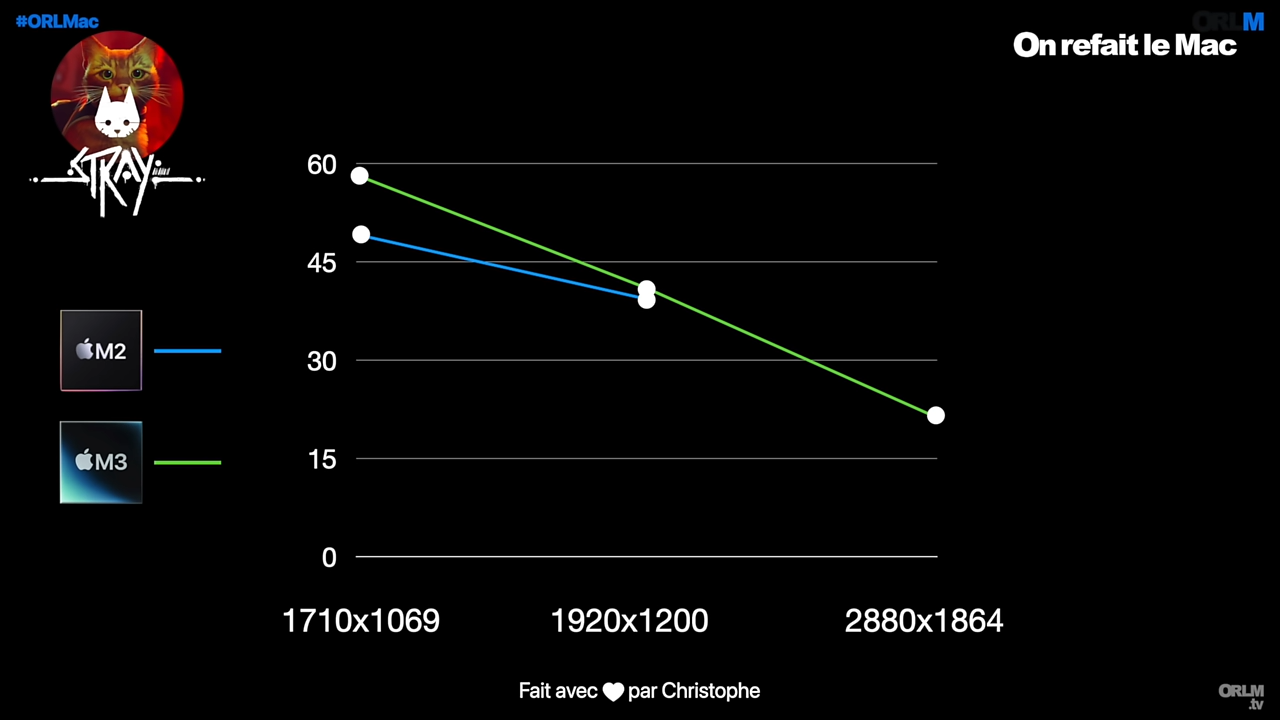 #ORLMac
ORLM
On refait le Mac
STRAY
60
45
30
15
0
M2
M3
1710x1069
1920x1200
2880x1864
Fait avec par Christophe
ORLM
.tv